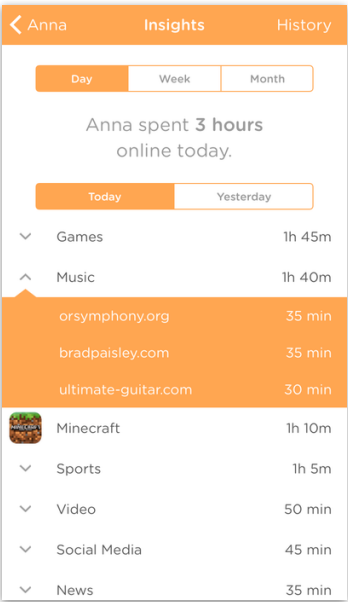 Anna Insights History
Day Week Month
Anna spent 3 hours
online today.
Today Yesterday
Games 1h 45m
Music 1h 40m
orsymphony.org 35 min
bradpaisley.com 35 min
ultimate-guitar.com 30 min
Minecraft 1h 10m
Sports 1h 5m
Video 50 min
Social Media 45 min
News 35 min